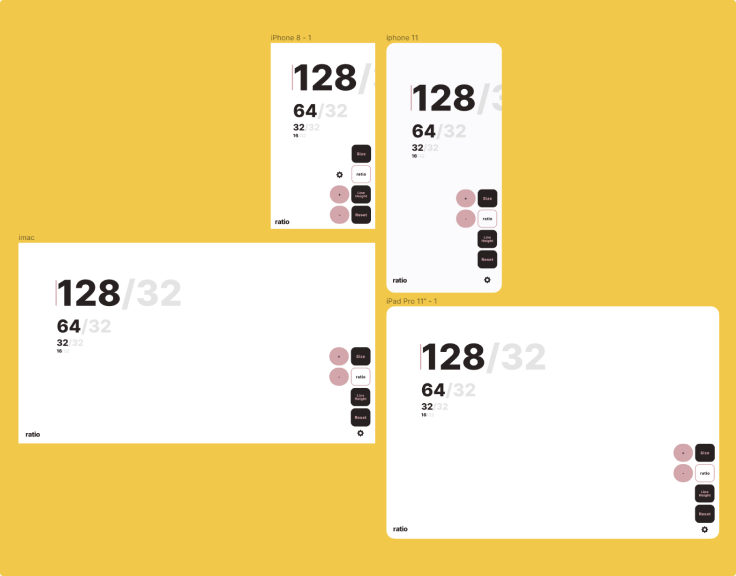 iPhone 8 - 1
128/
64/32
32/32
16
Size
ratio
+
Line
Height
-
Reset
ratio
iphone 11
128/3
64/32
32/32
16
+
Size
-
ratio
Line
Height
Reset
ratio
imac
128/32
64/32
32/32
16
+
Size
-
ratio
Line
Height
Reset
ratio
iPad Pro 11" - 1
128/32
64/32
32/32
16
+
Size
-
ratio
Line
Height
Reset
ratio